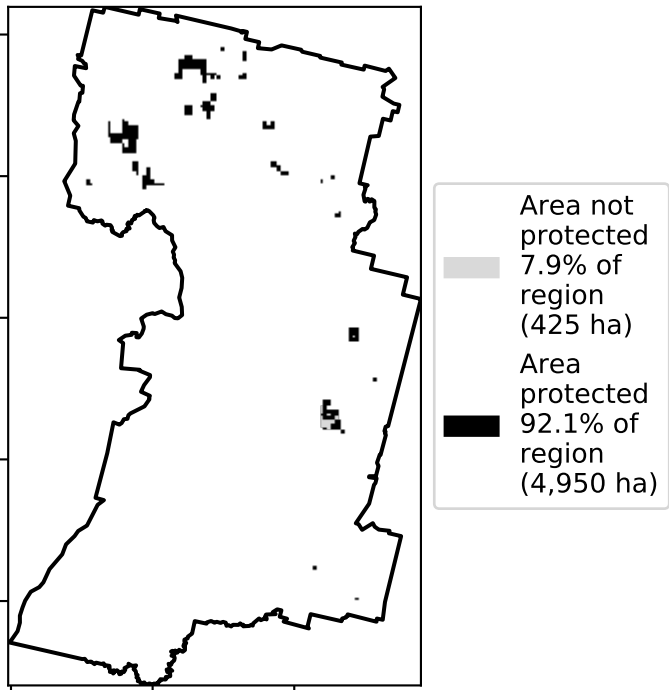 Area not
protected
7.9% of
region
(425 ha)
Area
protected
92.1% of
region
(4,950 ha)